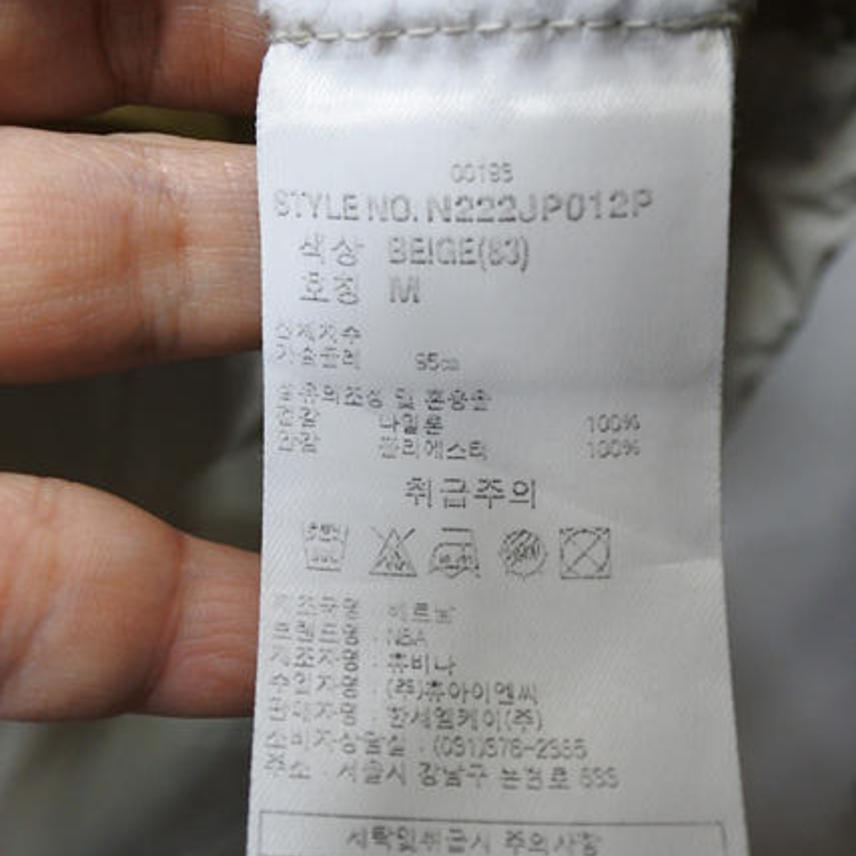 00195
STYLE NO. N222JP012P
색상 BEIGE(83)
호칭 M
신체치수
가슴둘레 95cm
섬유의조성 및 혼용율
겉감 나일론 100%
안감 폴리에스터 100%
취급주의
제조국명 : 베트남
브랜드명 : NBA
제조자명 : 휴비나
수입자명 : (주)휴아이엔씨
판매자명 : 한세엠케이(주)
소비자상담실 :
주소 : 서울시 강남구 논현로 633
세탁및취급시 주의사항